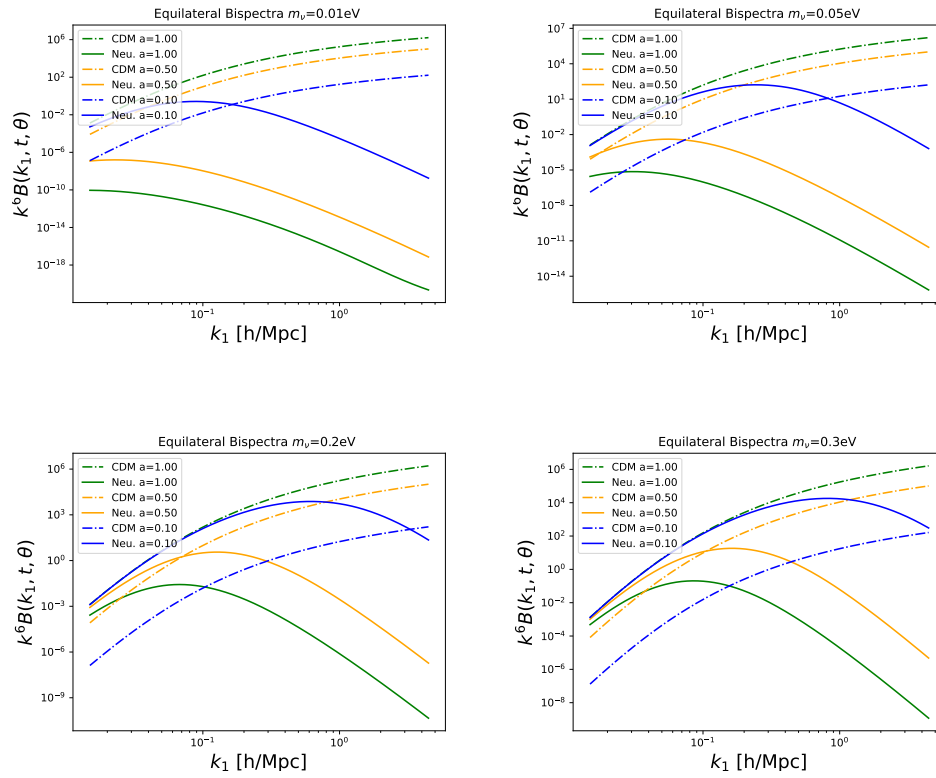 Equilateral Bispectra m_ν=0.01eV
CDM a=1.00
Neu. a=1.00
CDM a=0.50
Neu. a=0.50
CDM a=0.10
Neu. a=0.10
10⁶
10²
10⁻²
10⁻⁶
10⁻¹⁰
10⁻¹⁴
10⁻¹⁸
k⁶B(k₁, t, θ)
10⁻¹
10⁰
k₁ [h/Mpc]
Equilateral Bispectra m_ν=0.05eV
CDM a=1.00
Neu. a=1.00
CDM a=0.50
Neu. a=0.50
CDM a=0.10
Neu. a=0.10
10⁷
10⁴
10¹
10⁻²
10⁻⁵
10⁻⁸
10⁻¹¹
10⁻¹⁴
k⁶B(k₁, t, θ)
10⁻¹
10⁰
k₁ [h/Mpc]
Equilateral Bispectra m_ν=0.2eV
CDM a=1.00
Neu. a=1.00
CDM a=0.50
Neu. a=0.50
CDM a=0.10
Neu. a=0.10
10⁶
10³
10⁰
10⁻³
10⁻⁶
10⁻⁹
k⁶B(k₁, t, θ)
10⁻¹
10⁰
k₁ [h/Mpc]
Equilateral Bispectra m_ν=0.3eV
CDM a=1.00
Neu. a=1.00
CDM a=0.50
Neu. a=0.50
CDM a=0.10
Neu. a=0.10
10⁶
10⁴
10²
10⁰
10⁻²
10⁻⁴
10⁻⁶
10⁻⁸
k⁶B(k₁, t, θ)
10⁻¹
10⁰
k₁ [h/Mpc]